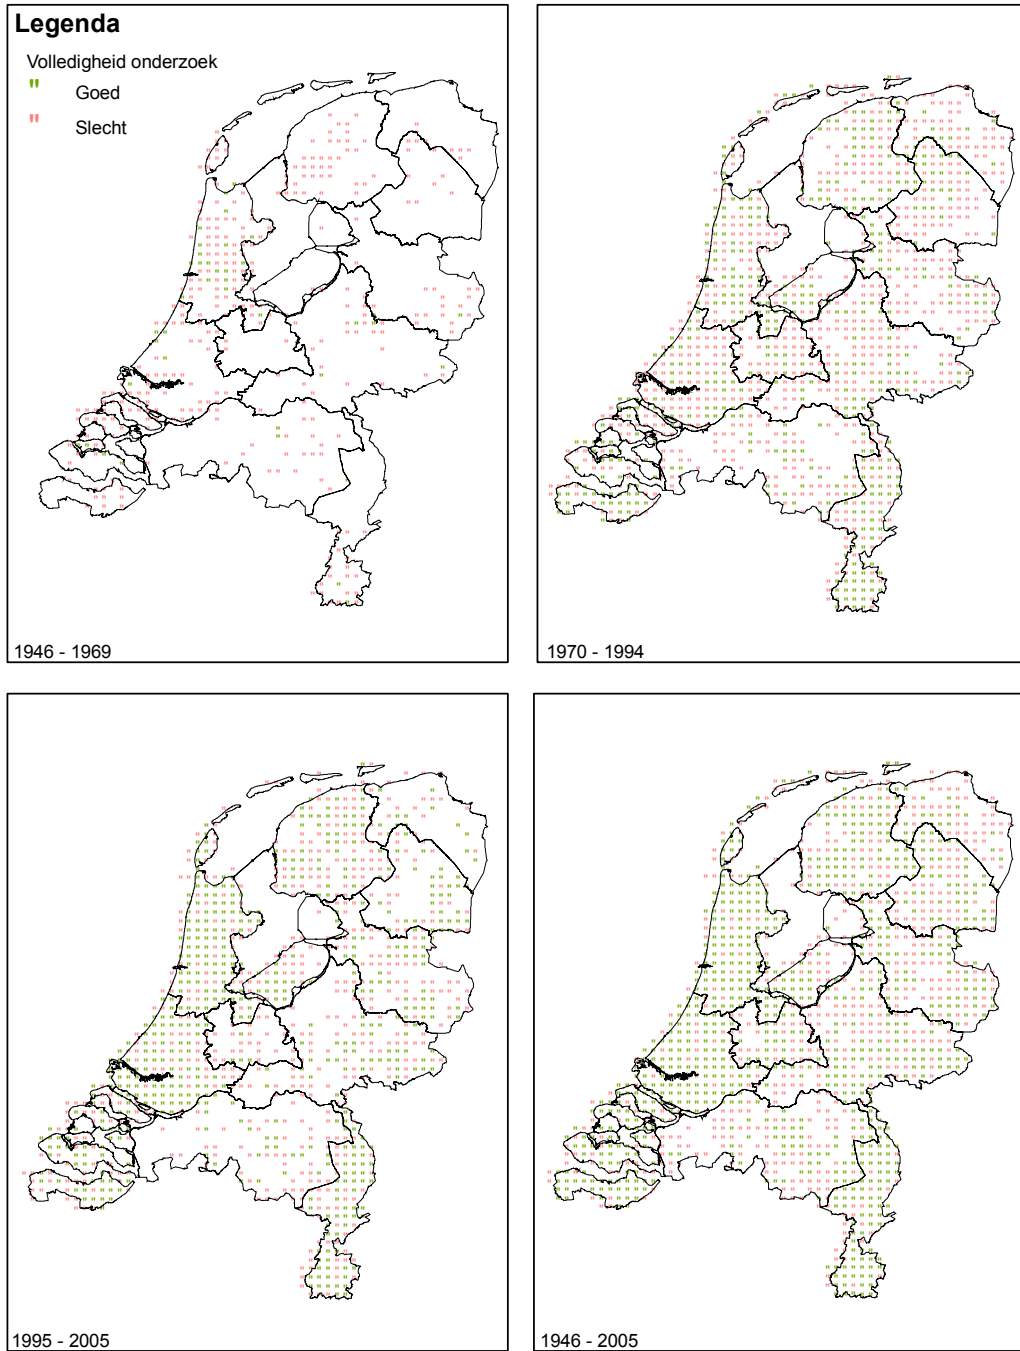 Legenda
Volledigheid onderzoek
Goed
Slecht
1946 - 1969
1970 - 1994
1995 - 2005
1946 - 2005